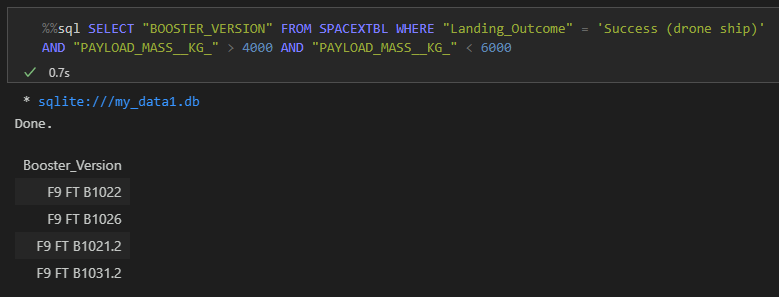 %%sql SELECT "BOOSTER_VERSION" FROM SPACEXTBL WHERE "Landing_Outcome" = 'Success (drone ship)'
AND "PAYLOAD_MASS__KG_" > 4000 AND "PAYLOAD_MASS__KG_" < 6000
✓ 0.7s
* sqlite:///my_data1.db
Done.
Booster_Version
F9 FT B1022
F9 FT B1026
F9 FT B1021.2
F9 FT B1031.2